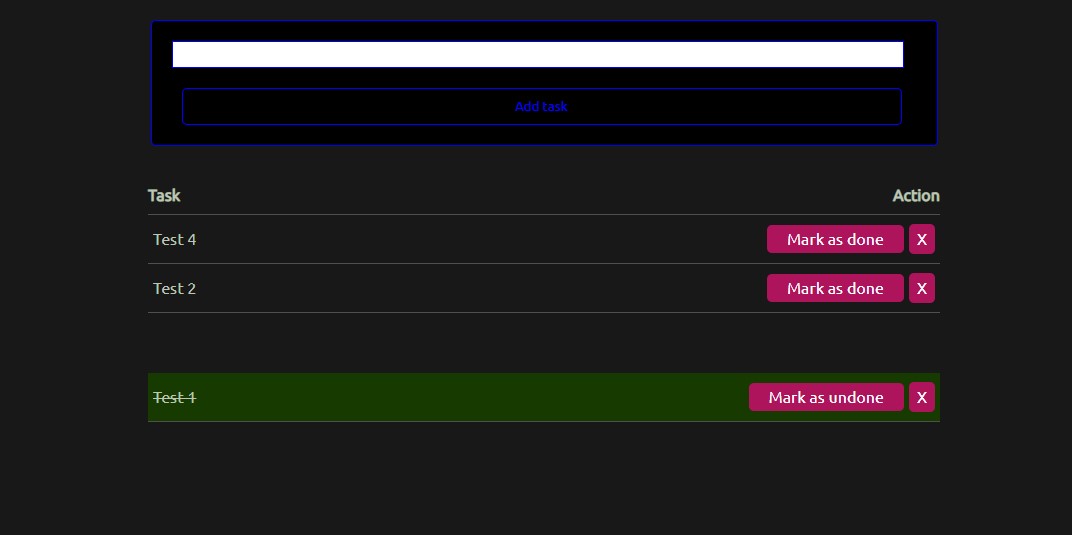 Add task
Task Action
Test 4 Mark as done X
Test 2 Mark as done X
Test 1 Mark as undone X